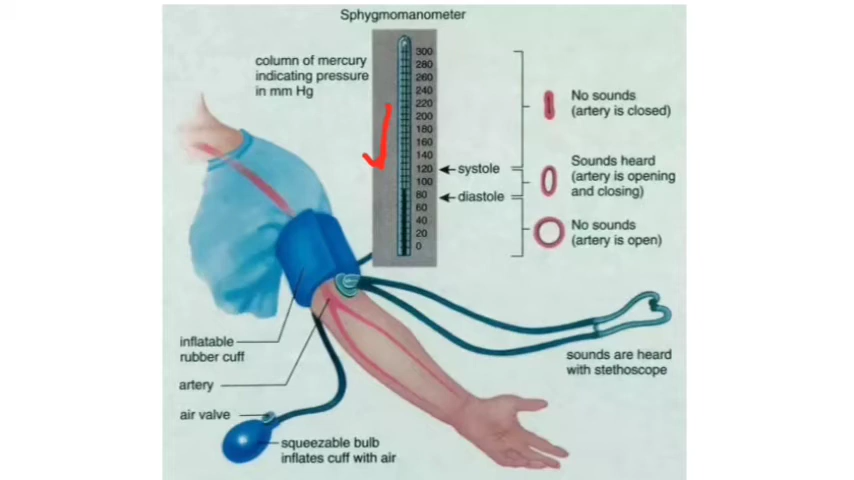 Sphygmomanometer
column of mercury
indicating pressure
in mm Hg
300
280
260
240
220
200
180
160
140
120
100
80
60
40
20
0
systole
diastole
No sounds
(artery is closed)
Sounds heard
(artery is opening
and closing)
No sounds
(artery is open)
inflatable
rubber cuff
artery
air valve
squeezable bulb
inflates cuff with air
sounds are heard
with stethoscope